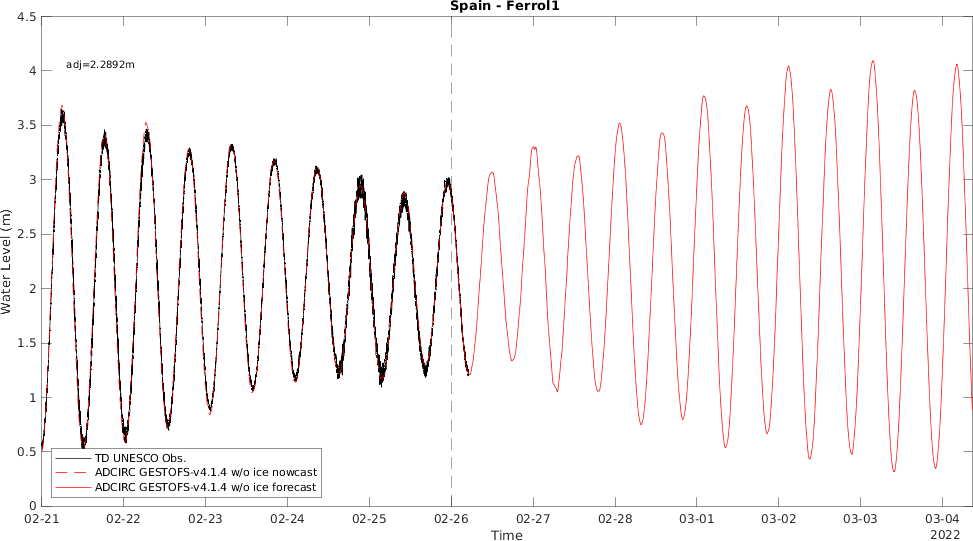 Spain - Ferrol1
adj=2.2892m
Water Level (m)
4.5
4
3.5
3
2.5
2
1.5
1
0.5
0
TD UNESCO Obs.
ADCIRC GESTOFS-v4.1.4 w/o ice nowcast
ADCIRC GESTOFS-v4.1.4 w/o ice forecast
02-21 02-22 02-23 02-24 02-25 02-26 02-27 02-28 03-01 03-02 03-03 03-04
Time
2022